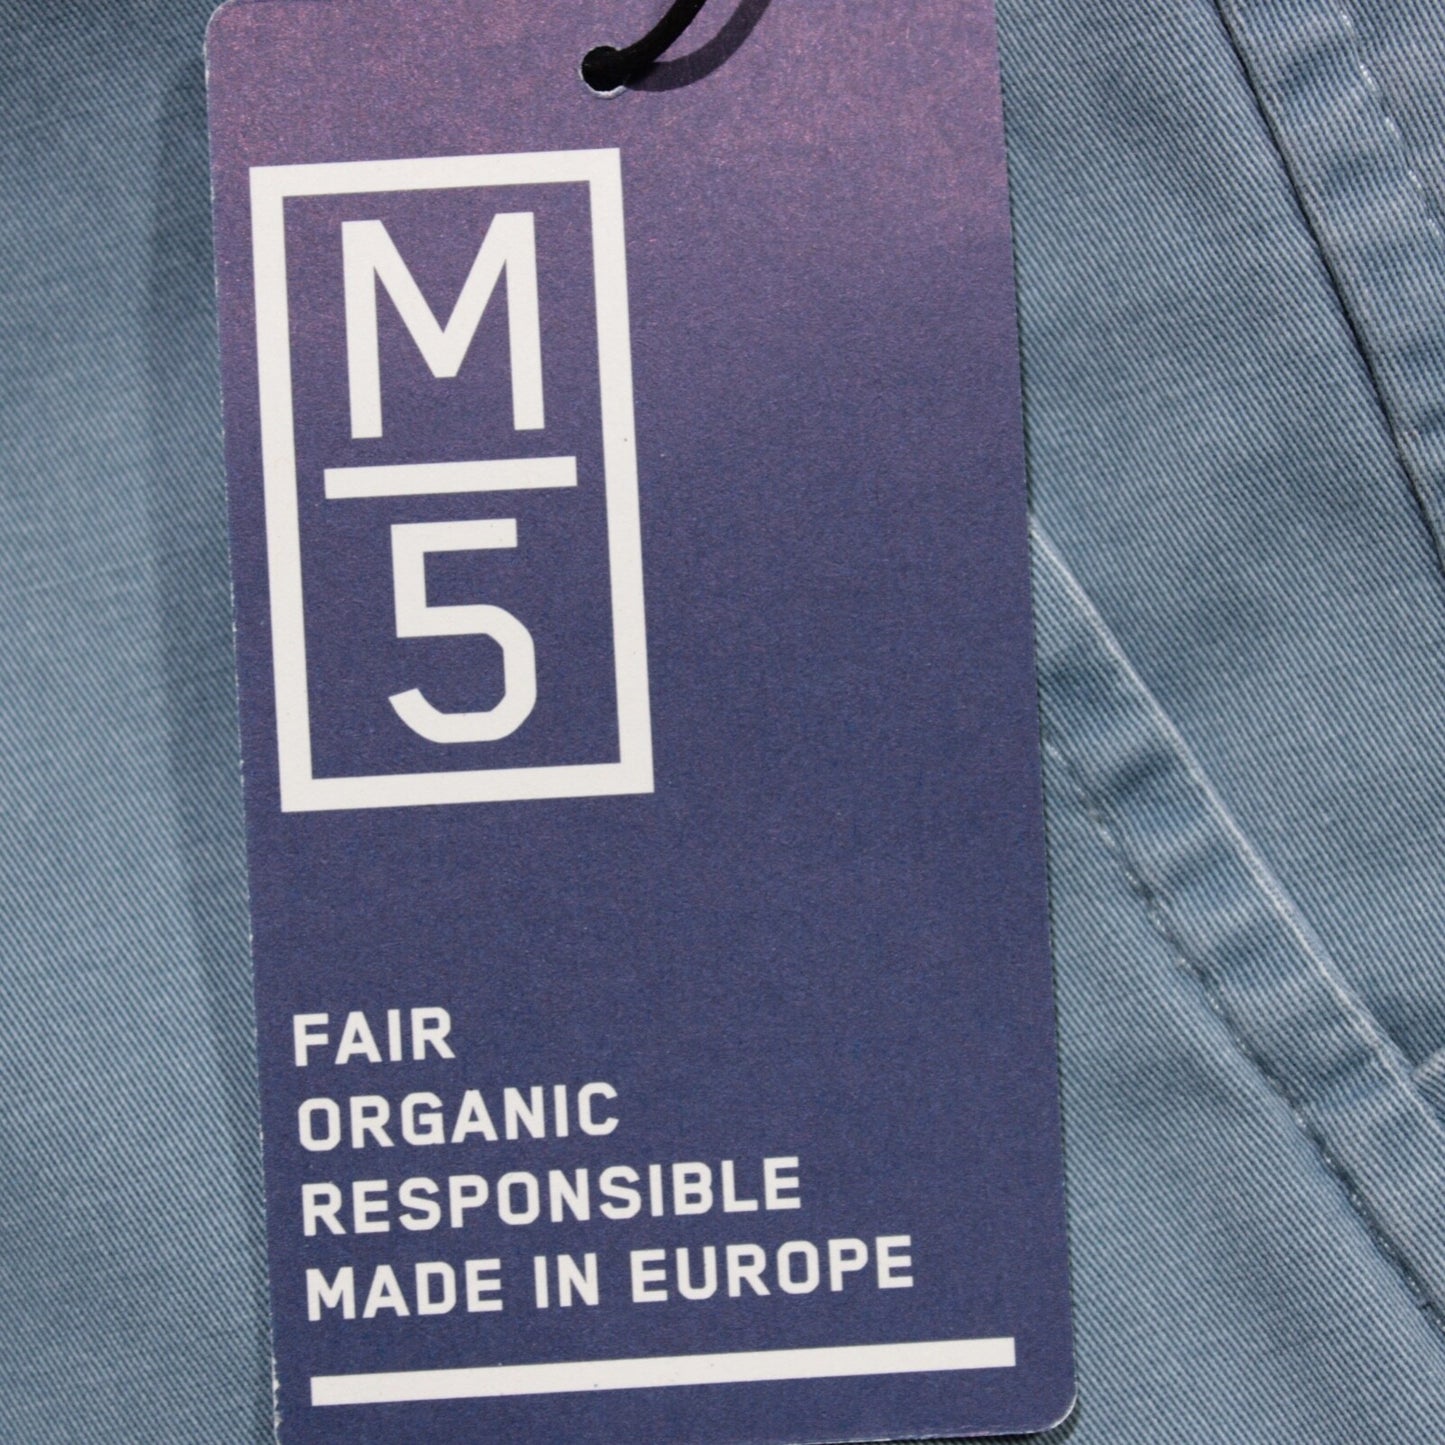 M
5
FAIR
ORGANIC
RESPONSIBLE
MADE IN EUROPE